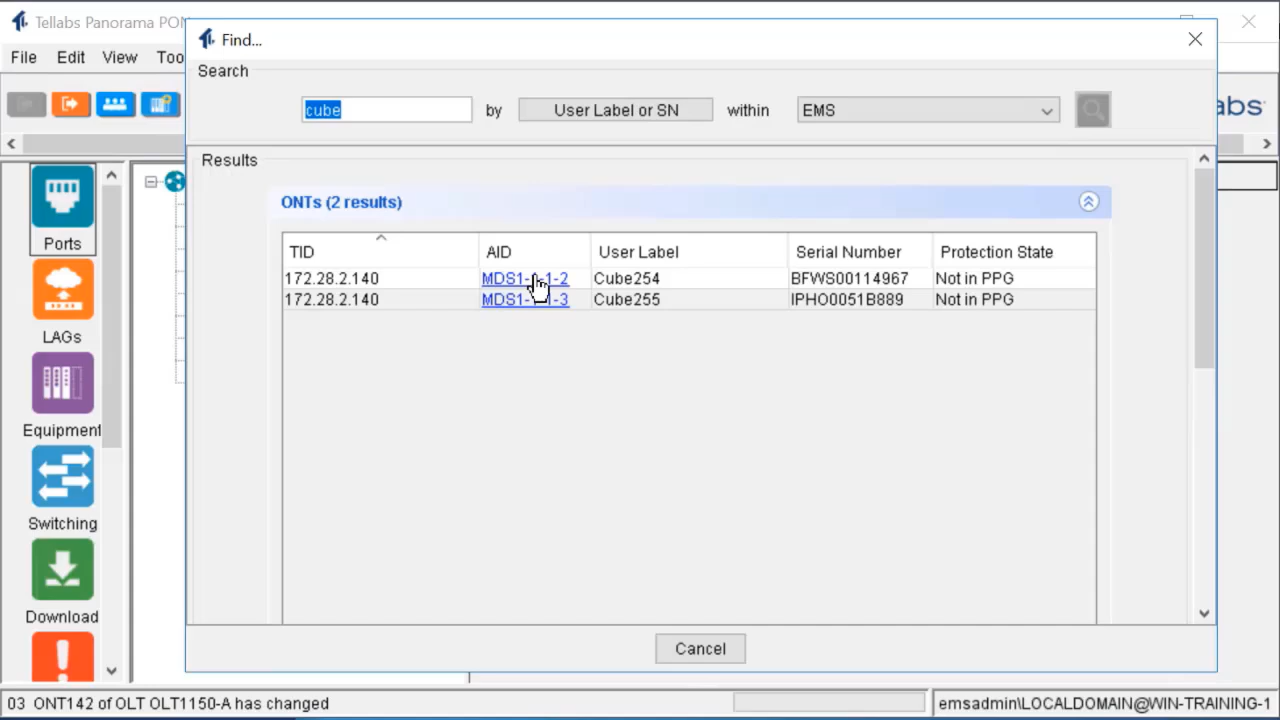 Tellabs Panorama PON
Find...
File Edit View Too
Search
cube by User Label or SN within EMS
abs
Results
ONTs (2 results)
TID AID User Label Serial Number Protection State
172.28.2.140 Cube254 BFWS00114967 Not in PPG
172.28.2.140 Cube255 IPHO0051B889 Not in PPG
Ports
LAGs
Equipment
Switching
Download
Cancel
03 ONT142 of OLT OLT1150-A has changed
emsadmin\LOCALDOMAIN@WIN-TRAINING-1